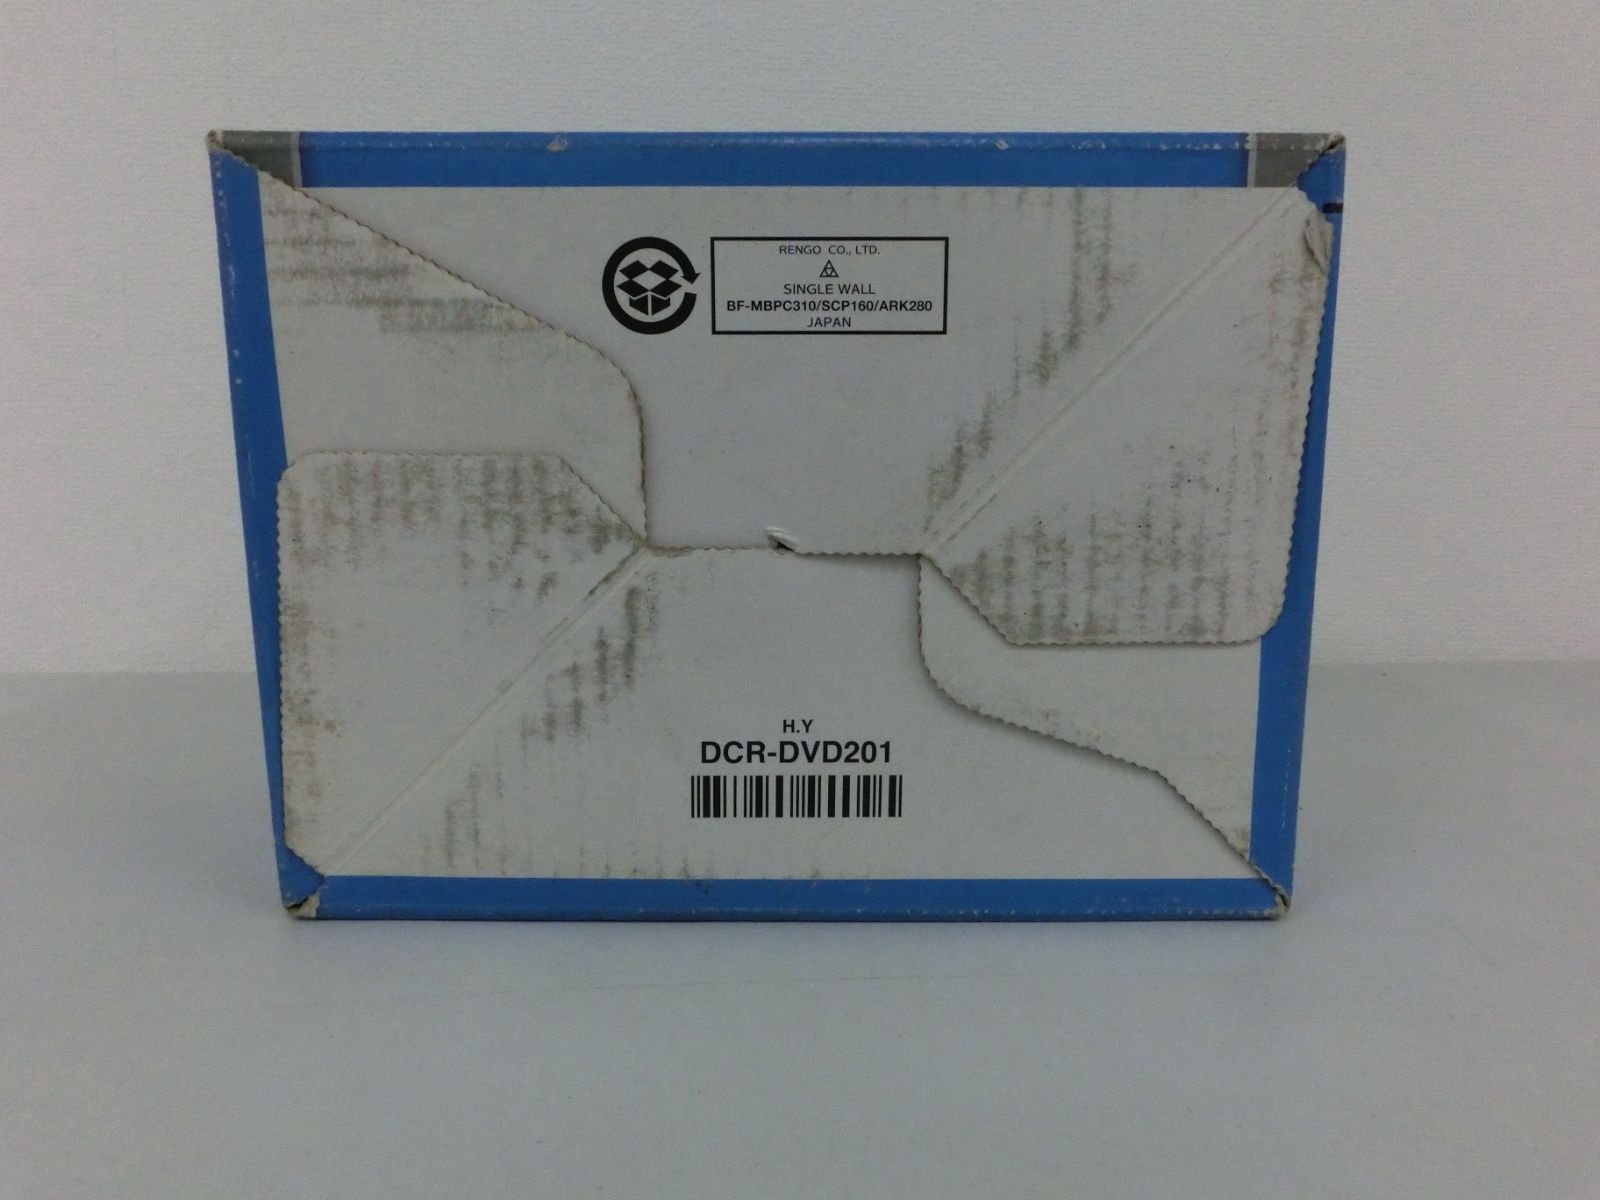 RENGO CO., LTD.
SINGLE WALL
BF-MBPC310/SCP160/ARK280
JAPAN
H.Y
DCR-DVD201